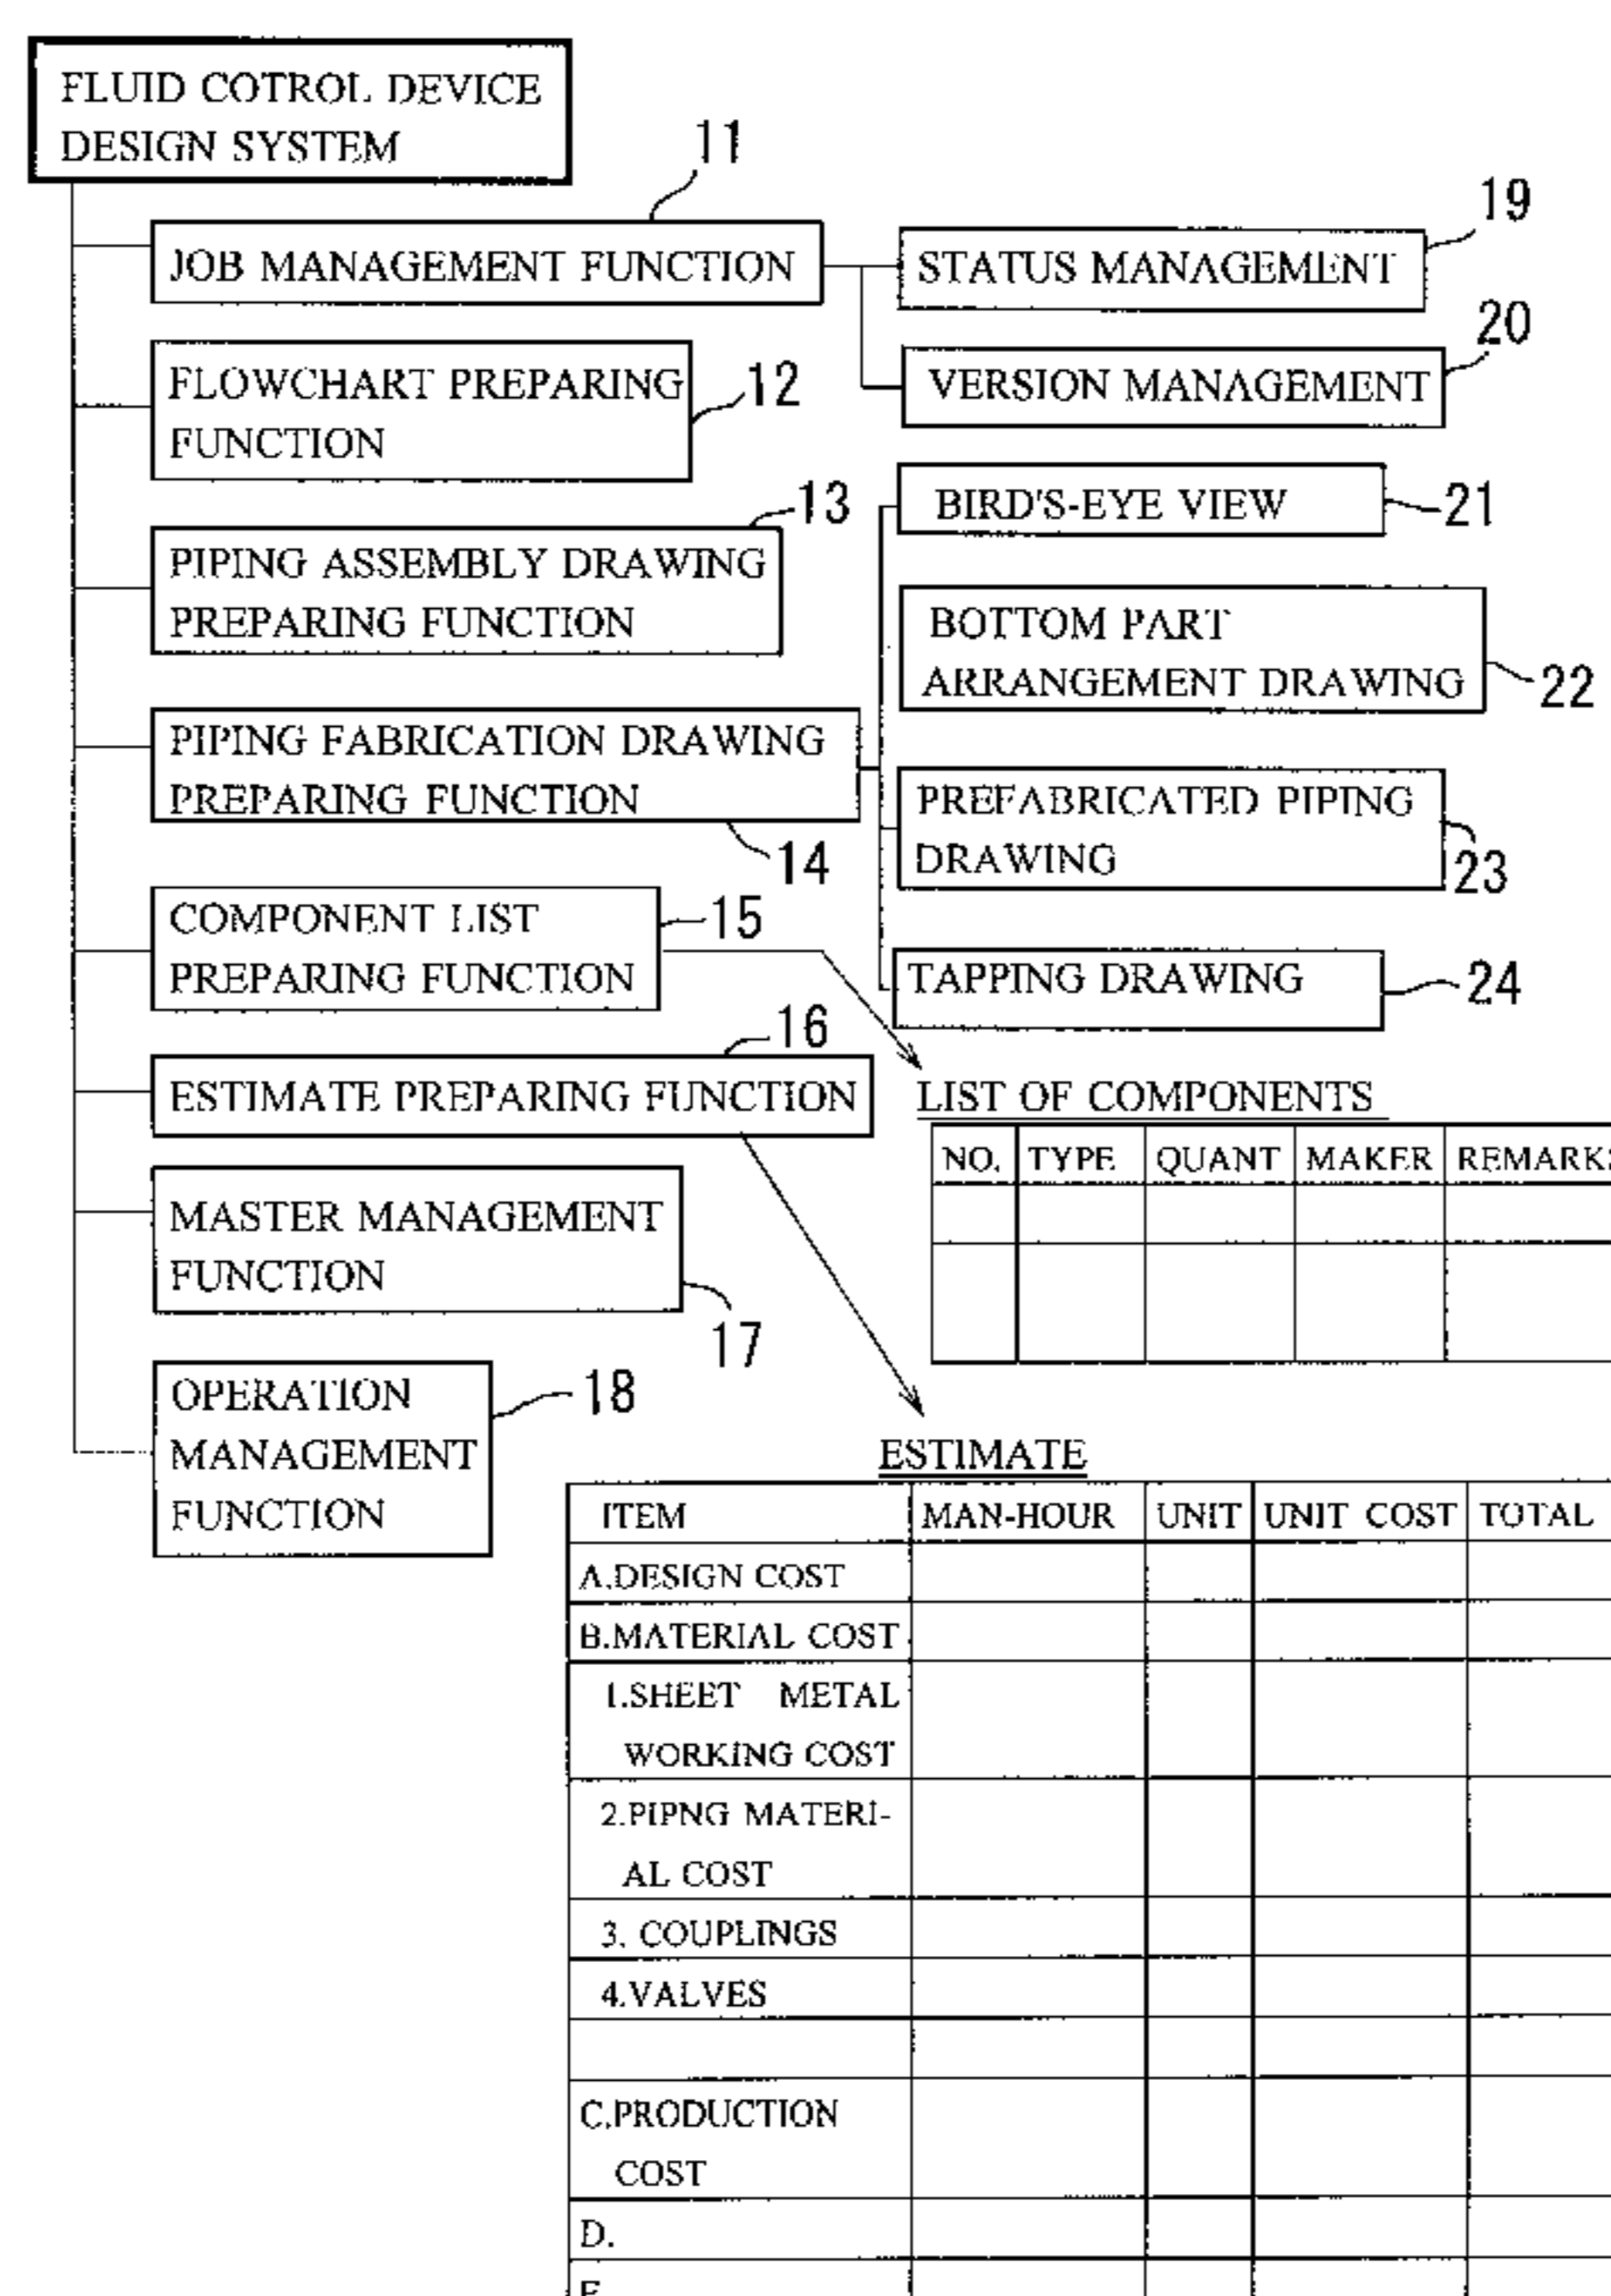 FLUID COTROL DEVICE
DESIGN SYSTEM
11
JOB MANAGEMENT FUNCTION
19
STATUS MANAGEMENT
20
VERSION MANAGEMENT
FLOWCHART PREPARING
FUNCTION
12
13
PIPING ASSEMBLY DRAWING
PREPARING FUNCTION
BIRD'S-EYE VIEW
21
BOTTOM PART
ARRANGEMENT DRAWING
22
PIPING FABRICATION DRAWING
PREPARING FUNCTION
14
PREFABRICATED PIPING
DRAWING
23
COMPONENT LIST
PREPARING FUNCTION
15
TAPPING DRAWING
24
16
ESTIMATE PREPARING FUNCTION
LIST OF COMPONENTS
NO. TYPE QUANT MAKER REMARKS
MASTER MANAGEMENT
FUNCTION
17
OPERATION
MANAGEMENT
FUNCTION
18
ESTIMATE
ITEM MAN-HOUR UNIT UNIT COST TOTAL
A.DESIGN COST
B.MATERIAL COST
1.SHEET METAL
WORKING COST
2.PIPNG MATERI-
AL COST
3. COUPLINGS
4.VALVES
C.PRODUCTION
COST
D.